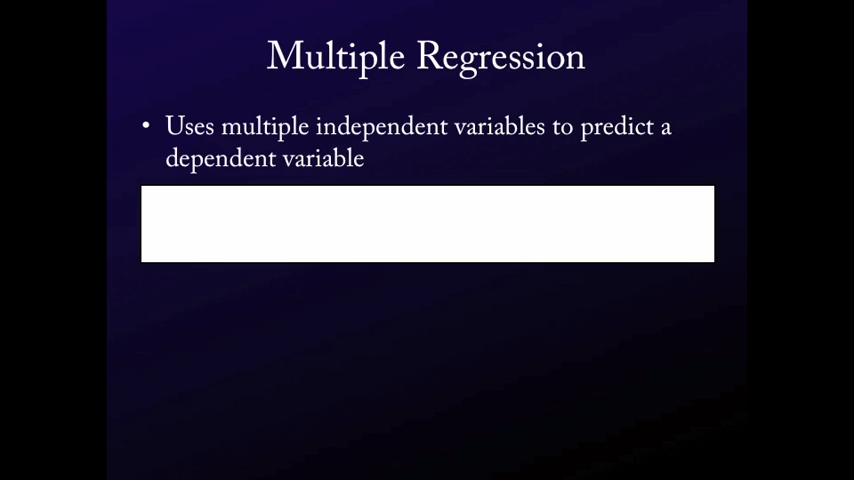 Multiple Regression
• Uses multiple independent variables to predict a
dependent variable